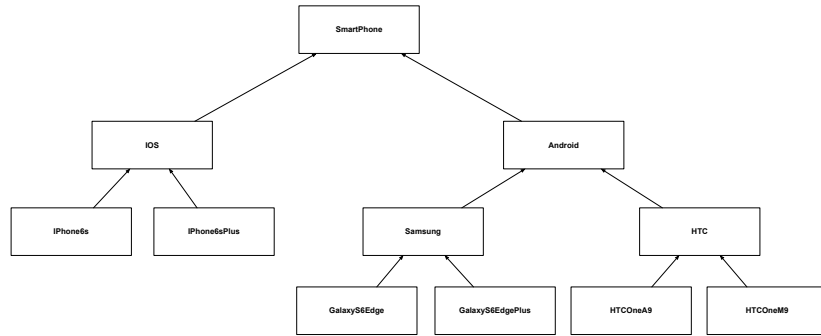 SmartPhone
IOS
Android
IPhone6s
IPhone6sPlus
Samsung
HTC
GalaxyS6Edge
GalaxyS6EdgePlus
HTCOneA9
HTCOneM9